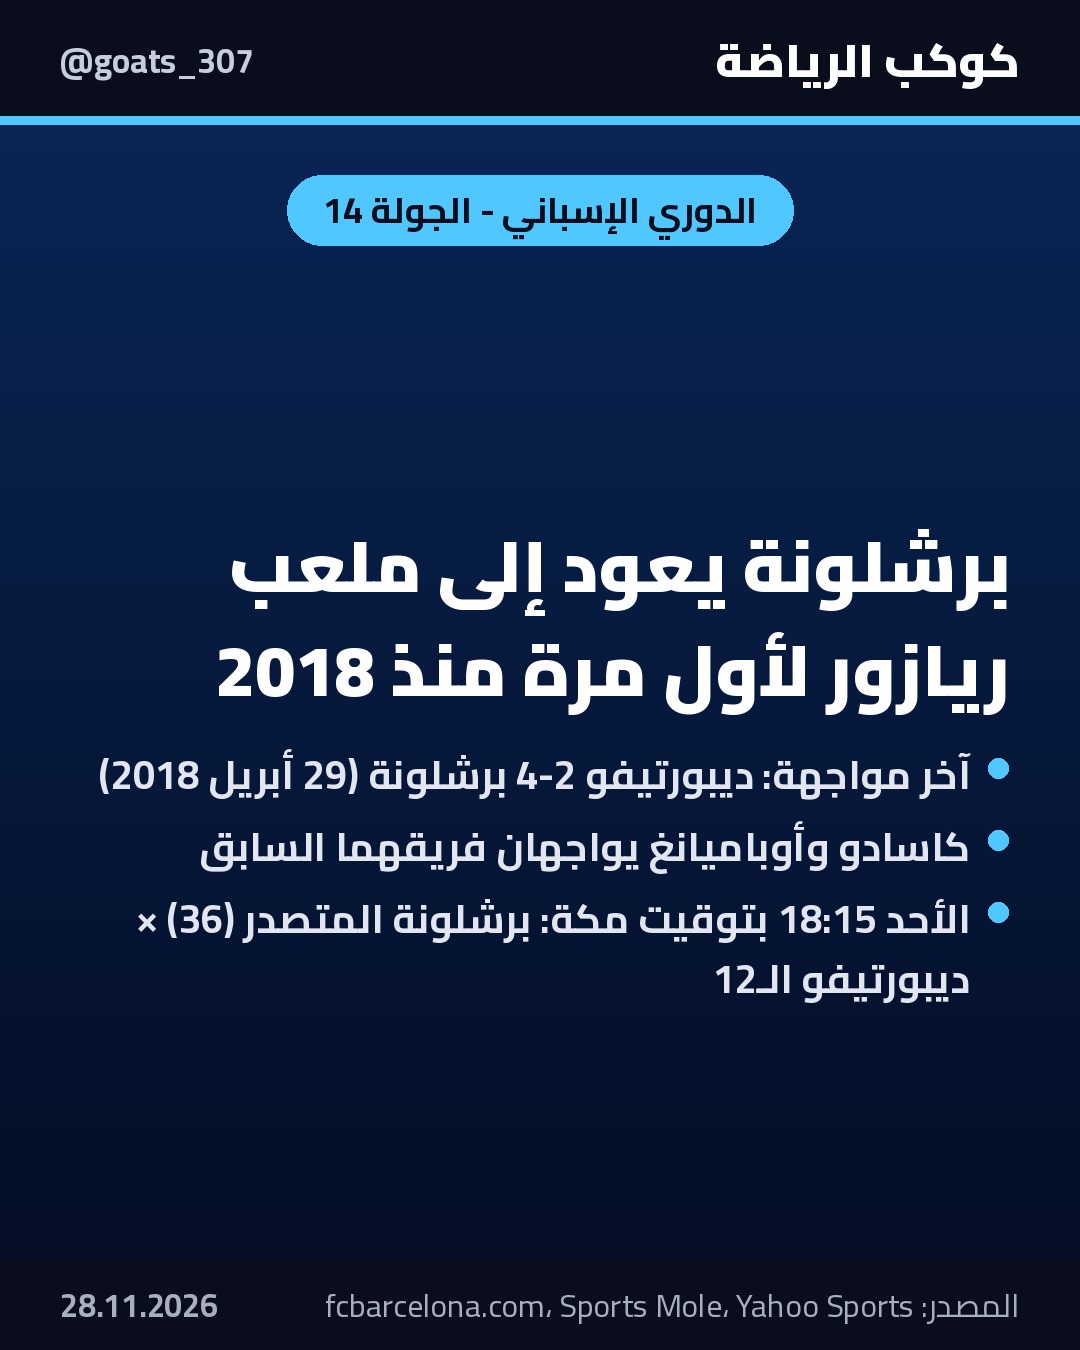 كوكب الرياضة
@goats_307
الدوري الإسباني - الجولة 14
برشلونة يعود إلى ملعب
ريازور لأول مرة منذ 2018
آخر مواجهة: ديبورتيفو 2-4 برشلونة (29 أبريل 2018)
كاسادو وأوباميانغ يواجهان فريقهما السابق
الأحد 18:15 بتوقيت مكة: برشلونة المتصدر (36) ×
ديبورتيفو الـ12
المصدر: fcbarcelona.com، Sports Mole، Yahoo Sports
28.11.2026